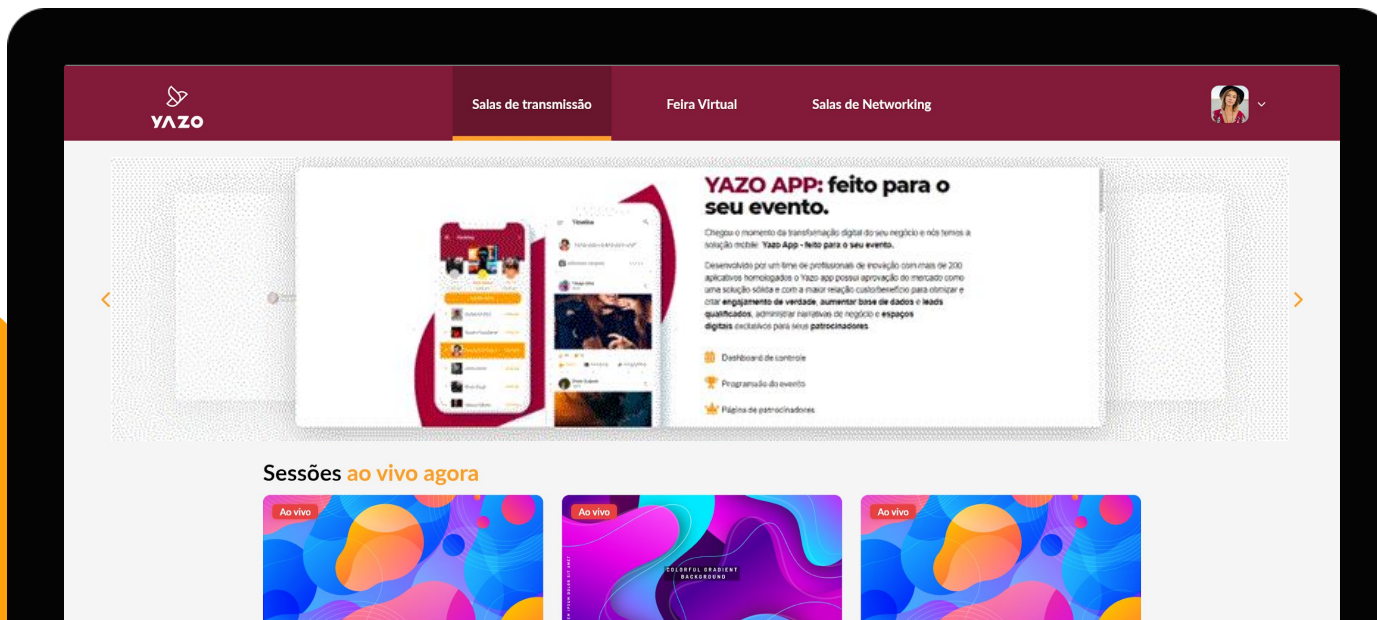 YAZO
Salas de transmissão
Feira Virtual
Salas de Networking
YAZO APP: feito para o
seu evento.
Chegou o momento da transformação digital do seu negócio e nós temos a
solução mobile. Yazo App - feito para o seu evento.
Desenvolvido por um time de profissionais de inovação com mais de 200
aplicativos homologados o Yazo app possui aprovação do mercado como
uma solução sólida e com a maior relação custo/benefício para otimizar e
criar engajamento de verdade, aumentar base de dados e leads
qualificados, administrar narrativas de negócio e espaços
digitais exclusivos para seus patrocinadores
Dashboard de controle
Programação do evento
Página de patrocinadores
Timeline
Sessões ao vivo agora
Ao vivo
Ao vivo
COLORFUL GRADIENT
BACKGROUND
Ao vivo